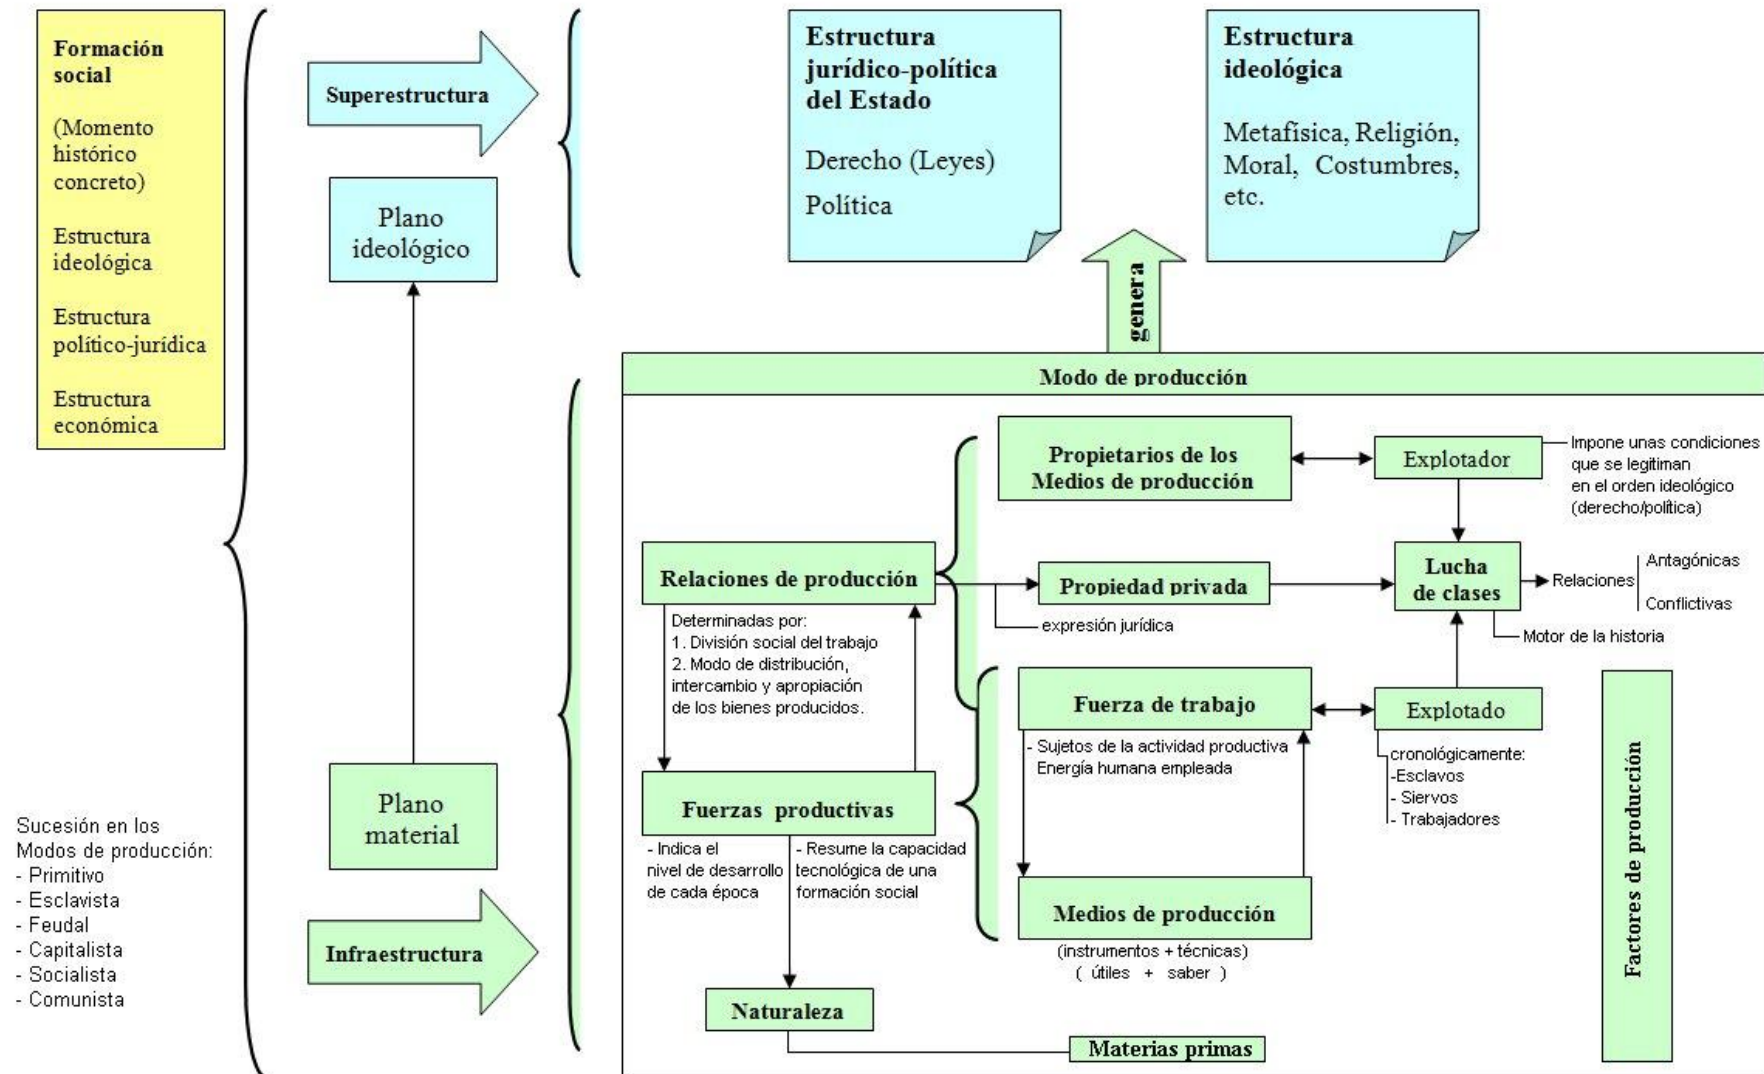 Formación
social
(Momento
histórico
concreto)
Estructura
ideológica
Estructura
político-jurídica
Estructura
económica
Sucesión en los
Modos de producción:
- Primitivo
- Esclavista
- Feudal
- Capitalista
- Socialista
- Comunista
Superestructura
Plano
ideológico
Plano
material
Infraestructura
Estructura
jurídico-política
del Estado
Derecho (Leyes)
Política
Estructura
ideológica
Metafísica, Religión,
Moral, Costumbres,
etc.
genera
Modo de producción
Propietarios de los
Medios de producción
Explotador
Impone unas condiciones
que se legitiman
en el orden ideológico
(derecho/política)
Relaciones de producción
Propiedad privada
expresión jurídica
Lucha
de clases
Relaciones
Antagónicas
Conflictivas
Motor de la historia
Determinadas por:
1. División social del trabajo
2. Modo de distribución,
intercambio y apropiación
de los bienes producidos.
Fuerza de trabajo
- Sujetos de la actividad productiva
Energía humana empleada
Explotado
cronológicamente:
-Esclavos
- Siervos
- Trabajadores
Fuerzas productivas
- Indica el
nivel de desarrollo
de cada época
- Resume la capacidad
tecnológica de una
formación social
Medios de producción
(instrumentos + técnicas)
( útiles + saber )
Naturaleza
Materias primas
Factores de producción